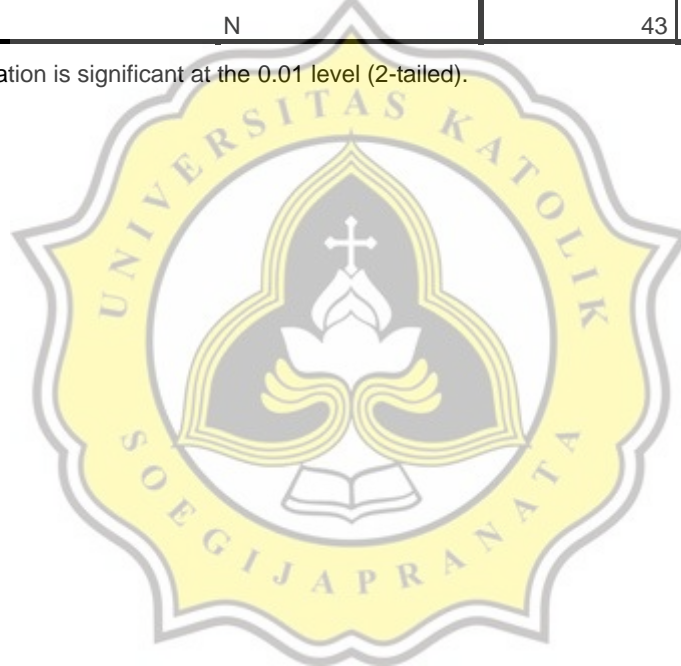 N 43
ation is significant at the 0.01 level (2-tailed).
UNIVERSITAS KATOLIK
SOEGIJAPRANATA